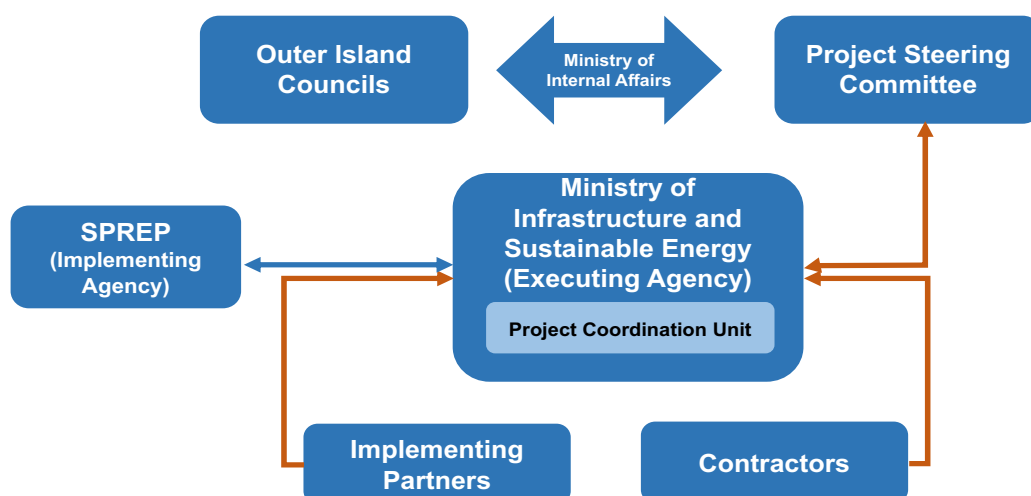 Outer Island
Councils
Ministry of
Internal Affairs
Project Steering
Committee
SPREP
(Implementing
Agency)
Ministry of
Infrastructure and
Sustainable Energy
(Executing Agency)
Project Coordination Unit
Implementing
Partners
Contractors